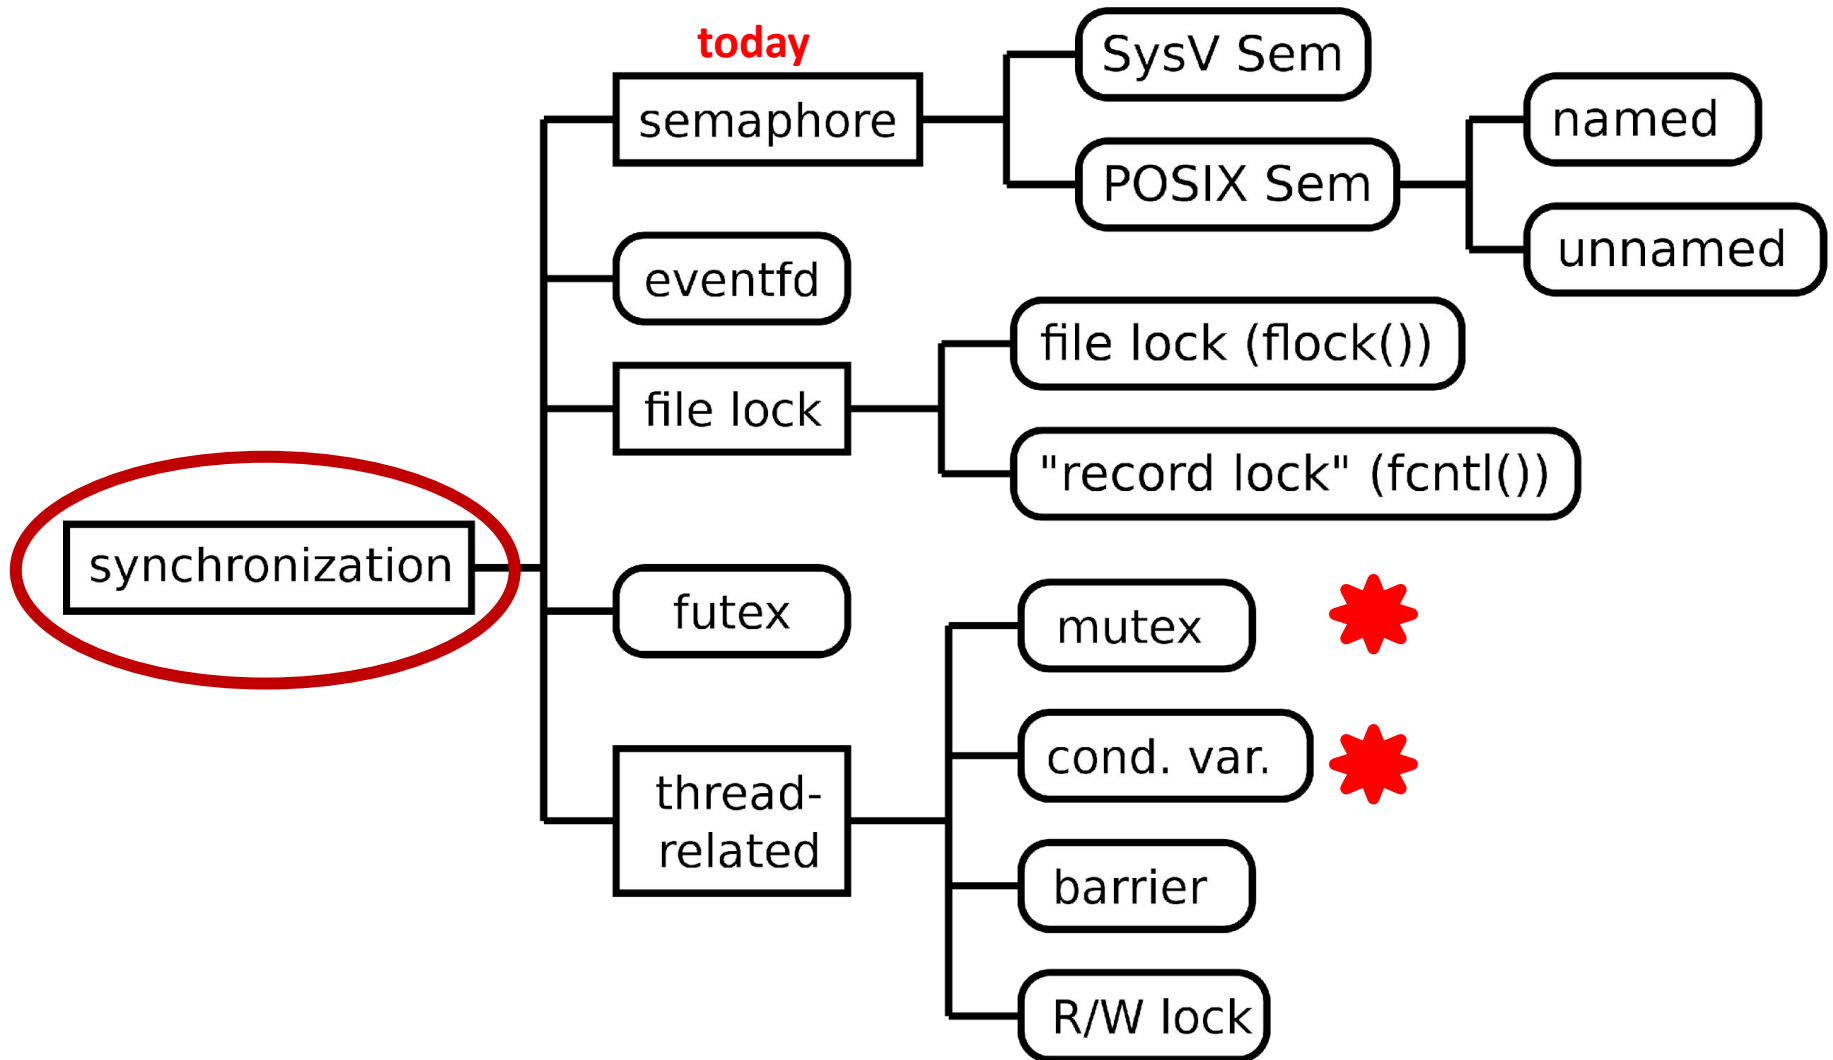 today
semaphore
SysV Sem
POSIX Sem
named
unnamed
eventfd
file lock
file lock (flock())
"record lock" (fcntl())
synchronization
futex
thread-
related
mutex
cond. var.
barrier
R/W lock